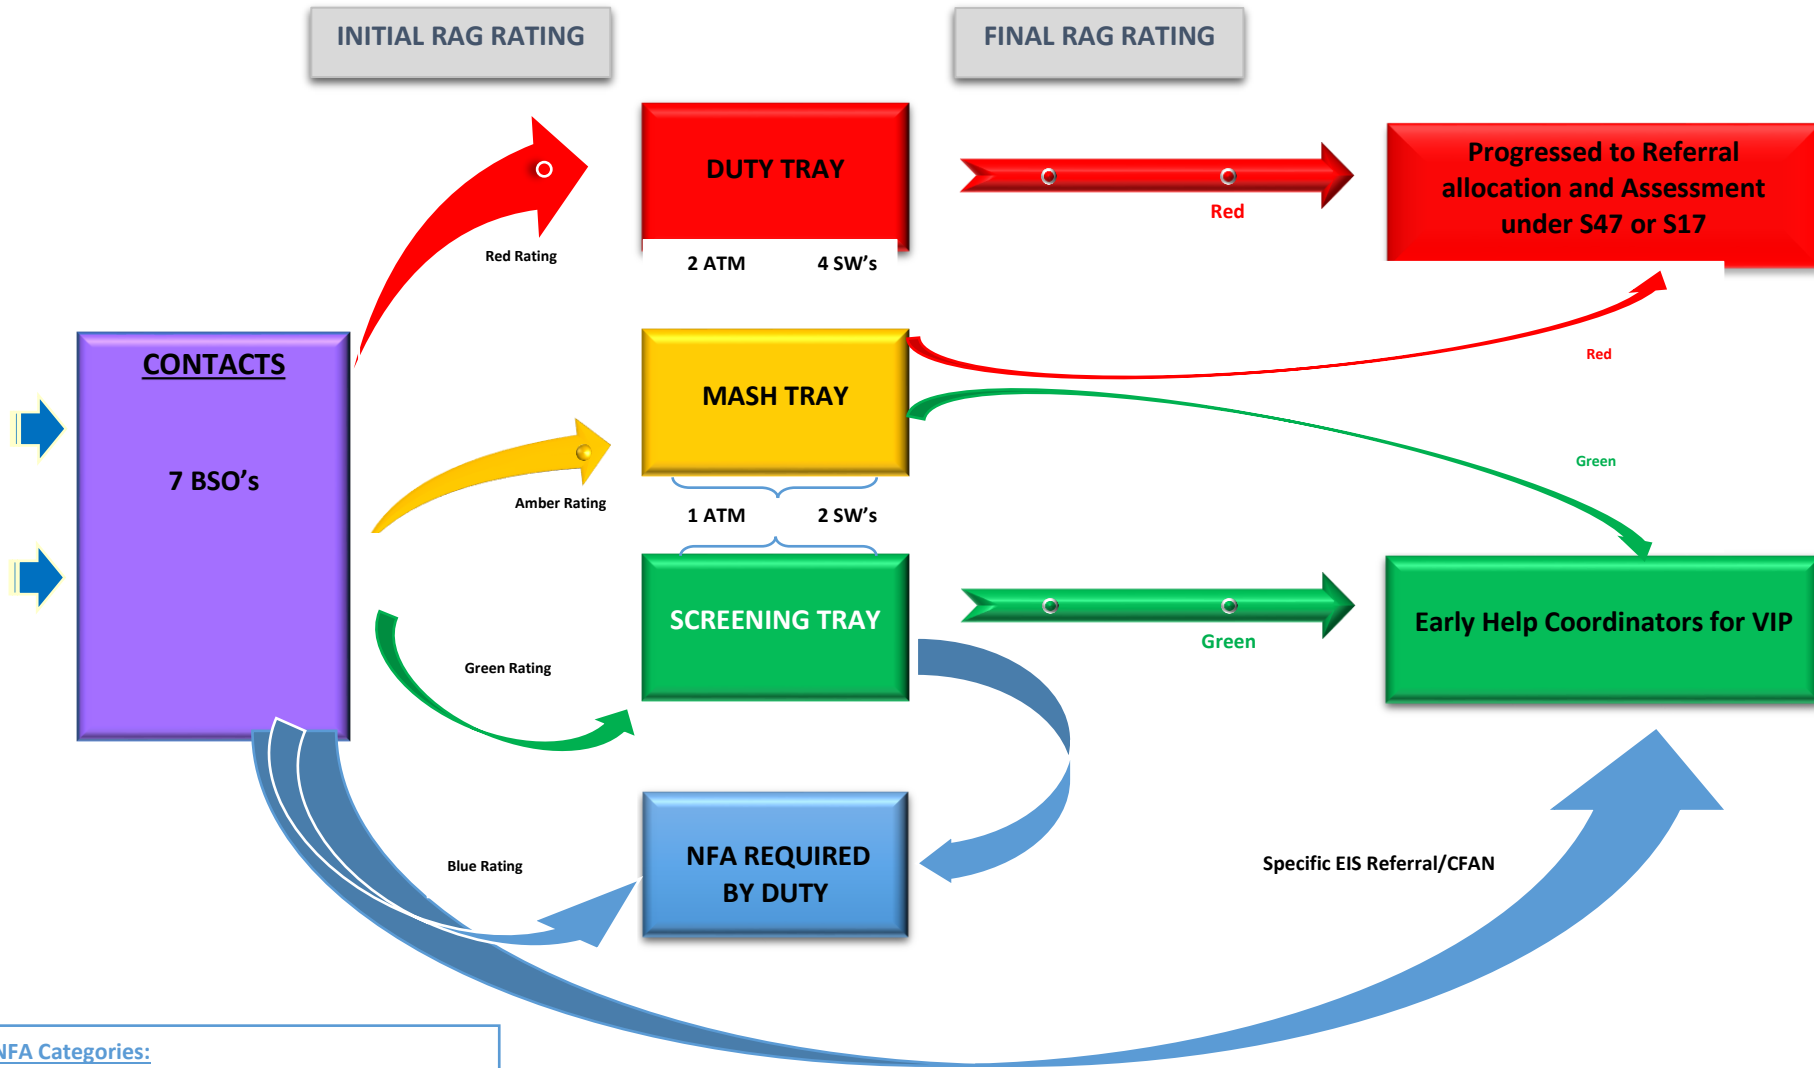 INITIAL RAG RATING
FINAL RAG RATING
DUTY TRAY
Progressed to Referral
allocation and Assessment
under S47 or S17
Red
Red Rating
2 ATM 4 SW's
CONTACTS
7 BSO's
MASH TRAY
Red
Green
Amber Rating
1 ATM 2 SW's
SCREENING TRAY
Green
Early Help Coordinators for VIP
Green Rating
NFA REQUIRED
BY DUTY
Blue Rating
Specific EIS Referral/CFAN
NFA Categories: